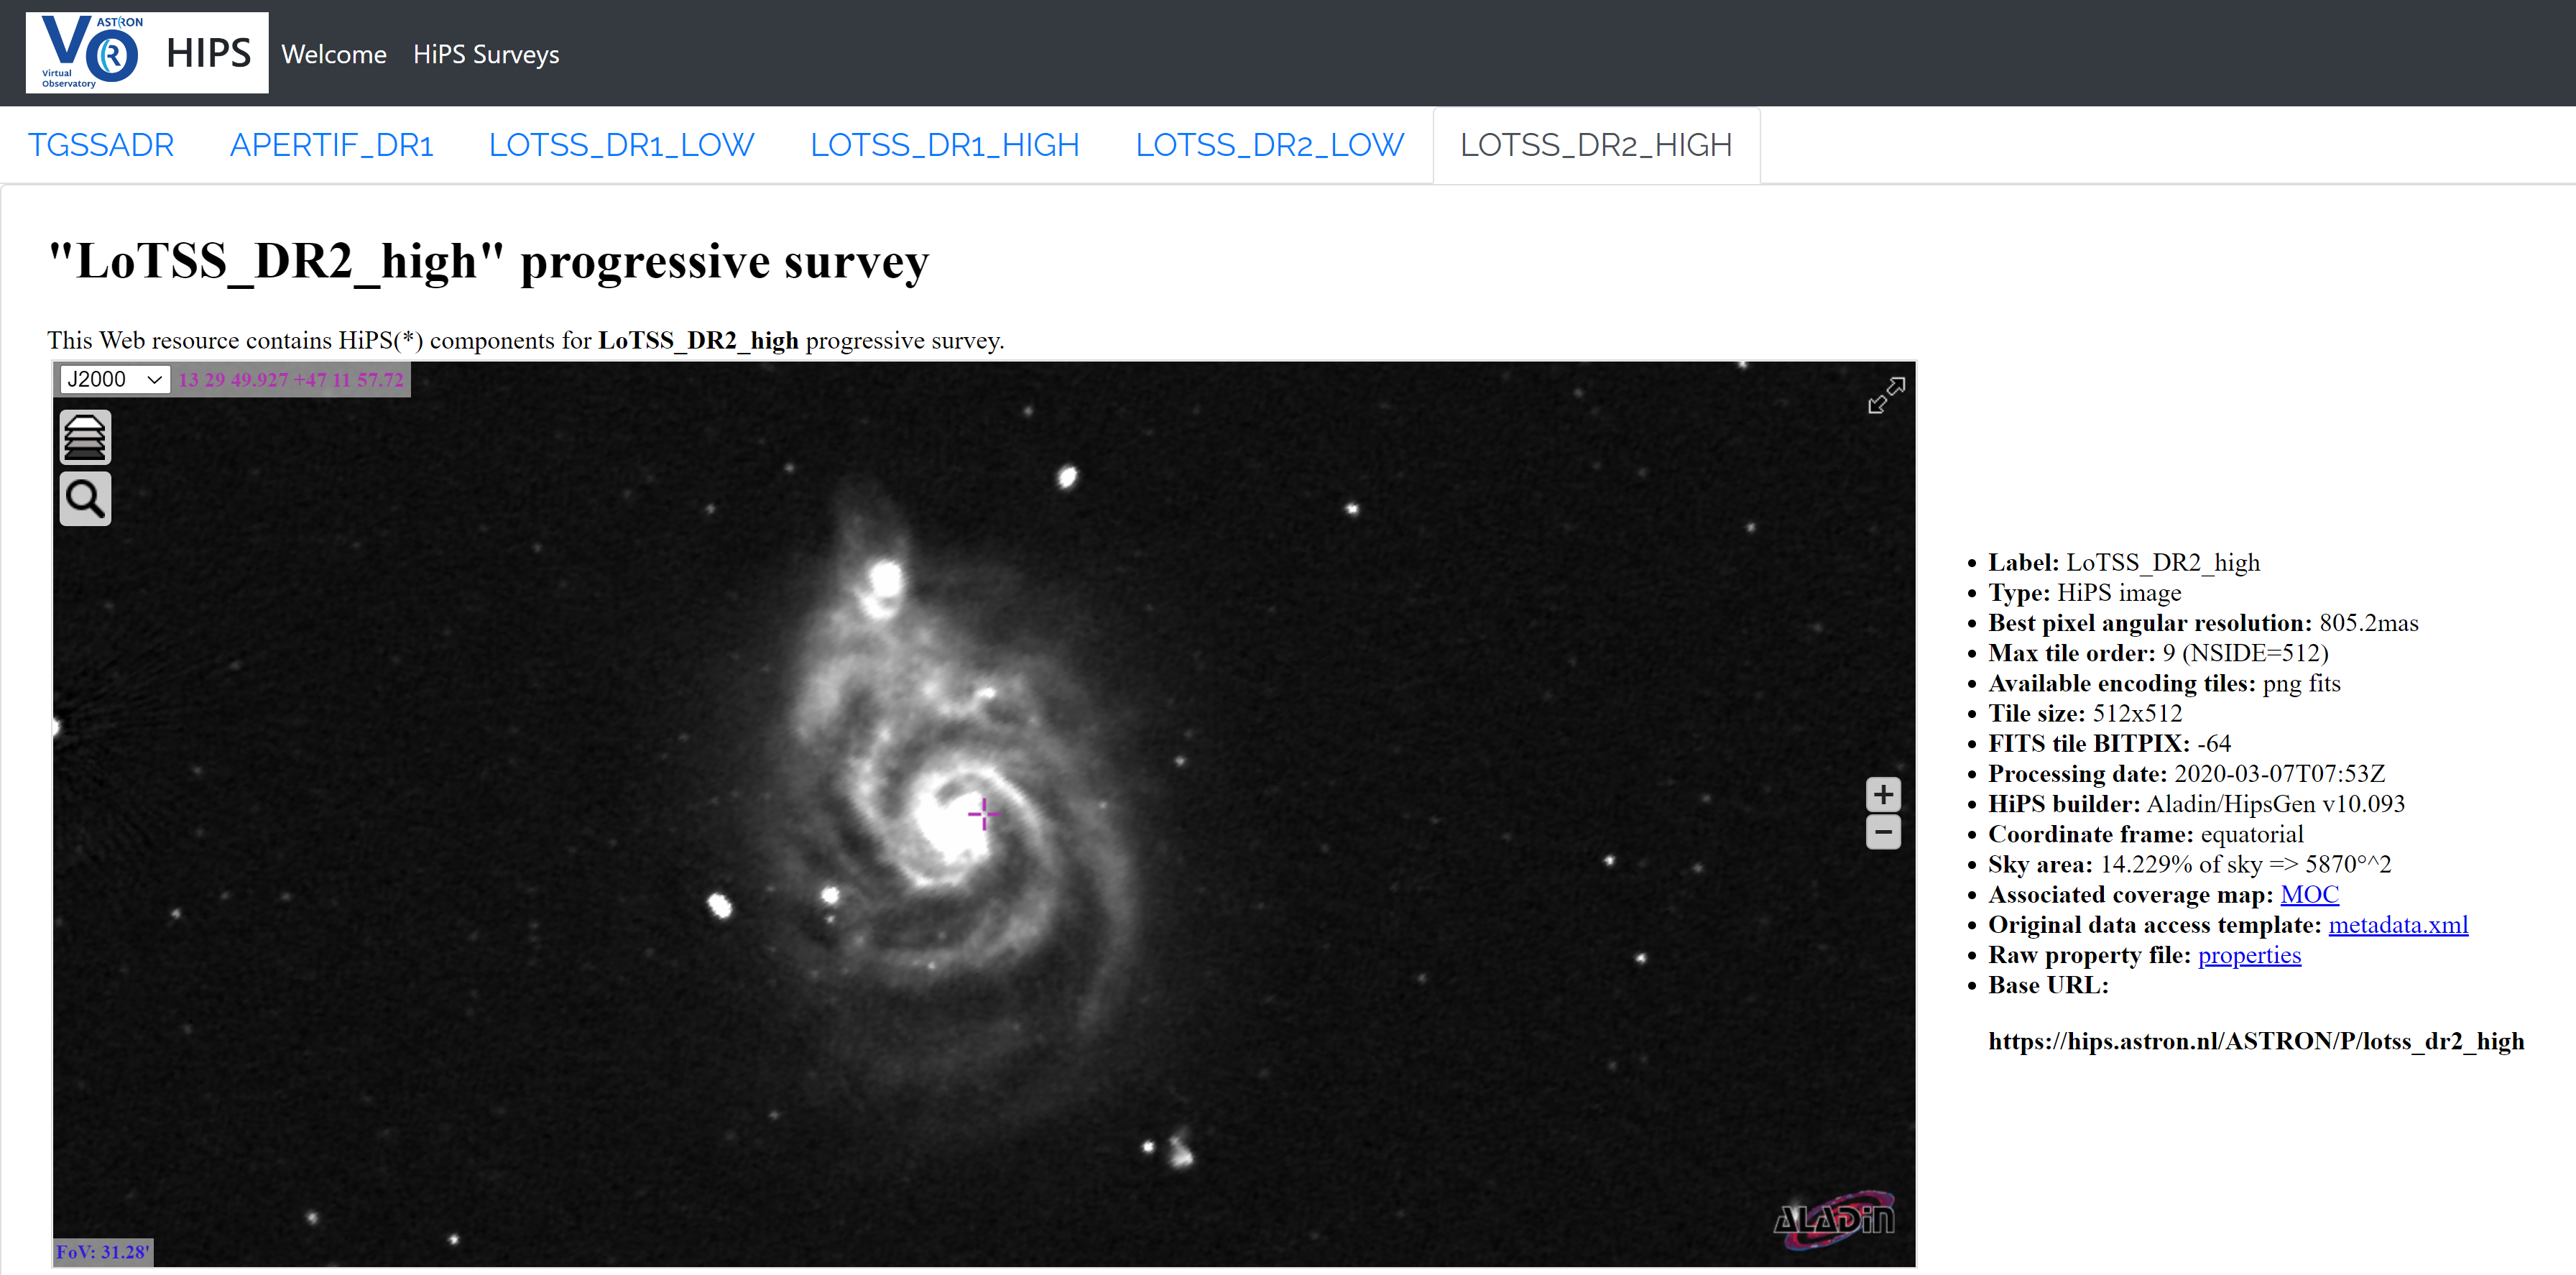 ASTRON
VO
Virtual
Observatory
HIPS
Welcome
HiPS Surveys
TGSSADR
APERTIF_DR1
LOTSS_DR1_LOW
LOTSS_DR1_HIGH
LOTSS_DR2_LOW
LOTSS_DR2_HIGH
"LoTSS_DR2_high" progressive survey
This Web resource contains HiPS(*) components for LoTSS_DR2_high progressive survey.
J2000
13 29 49.927 +47 11 57.72
+
−
FoV: 31.28'
ALADiN
• Label: LoTSS_DR2_high
• Type: HiPS image
• Best pixel angular resolution: 805.2mas
• Max tile order: 9 (NSIDE=512)
• Available encoding tiles: png fits
• Tile size: 512x512
• FITS tile BITPIX: -64
• Processing date: 2020-03-07T07:53Z
• HiPS builder: Aladin/HipsGen v10.093
• Coordinate frame: equatorial
• Sky area: 14.229% of sky => 5870°^2
• Associated coverage map: MOC
• Original data access template: metadata.xml
• Raw property file: properties
• Base URL:
https://hips.astron.nl/ASTRON/P/lotss_dr2_high